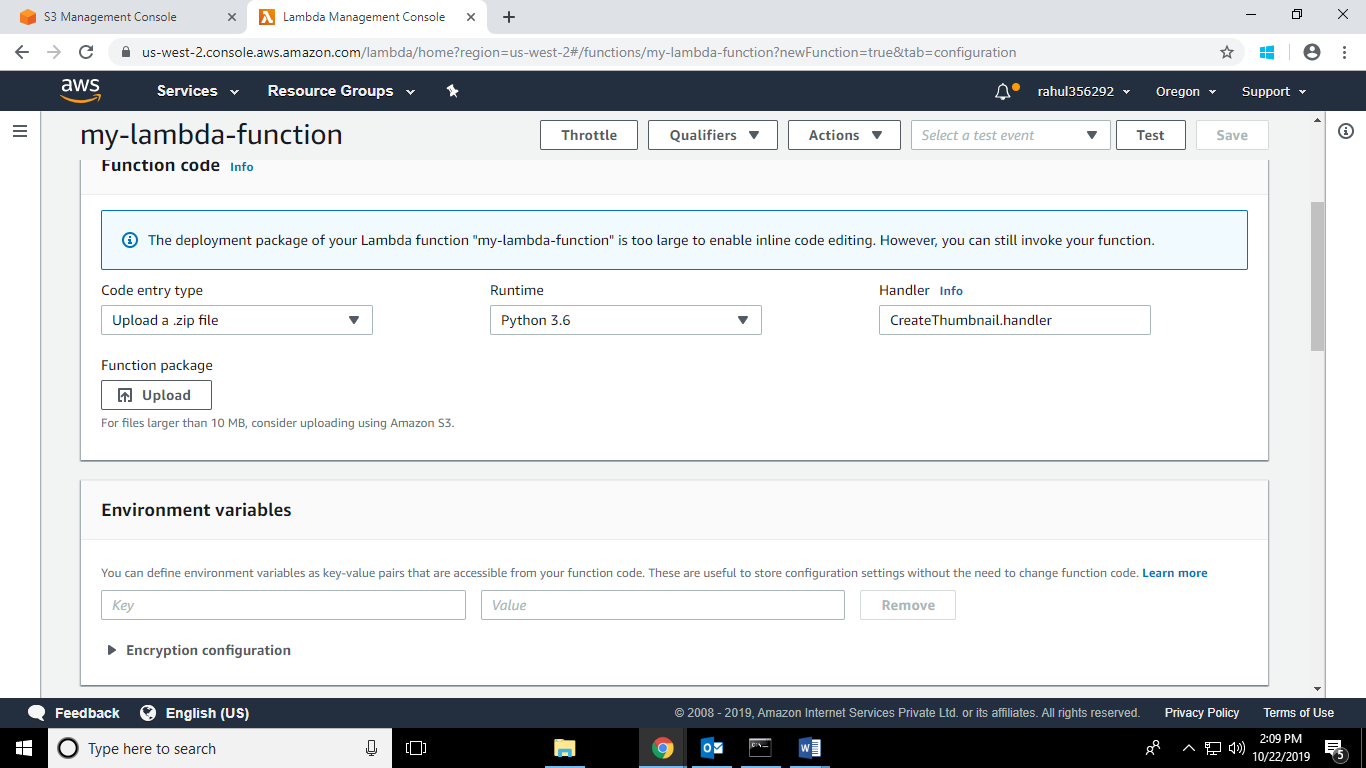 S3 Management Console
Lambda Management Console
us-west-2.console.aws.amazon.com/lambda/home?region=us-west-2#/functions/my-lambda-function?newFunction=true&tab=configuration
aws Services Resource Groups rahul356292 Oregon Support
my-lambda-function Throttle Qualifiers Actions Select a test event Test Save
Function code Info
The deployment package of your Lambda function "my-lambda-function" is too large to enable inline code editing. However, you can still invoke your function.
Code entry type Runtime Handler Info
Upload a .zip file Python 3.6 CreateThumbnail.handler
Function package
Upload
For files larger than 10 MB, consider uploading using Amazon S3.
Environment variables
You can define environment variables as key-value pairs that are accessible from your function code. These are useful to store configuration settings without the need to change function code. Learn more
Key Value Remove
Encryption configuration
Feedback English (US) © 2008 - 2019, Amazon Internet Services Private Ltd. or its affiliates. All rights reserved. Privacy Policy Terms of Use
Type here to search
2:09 PM
10/22/2019
5